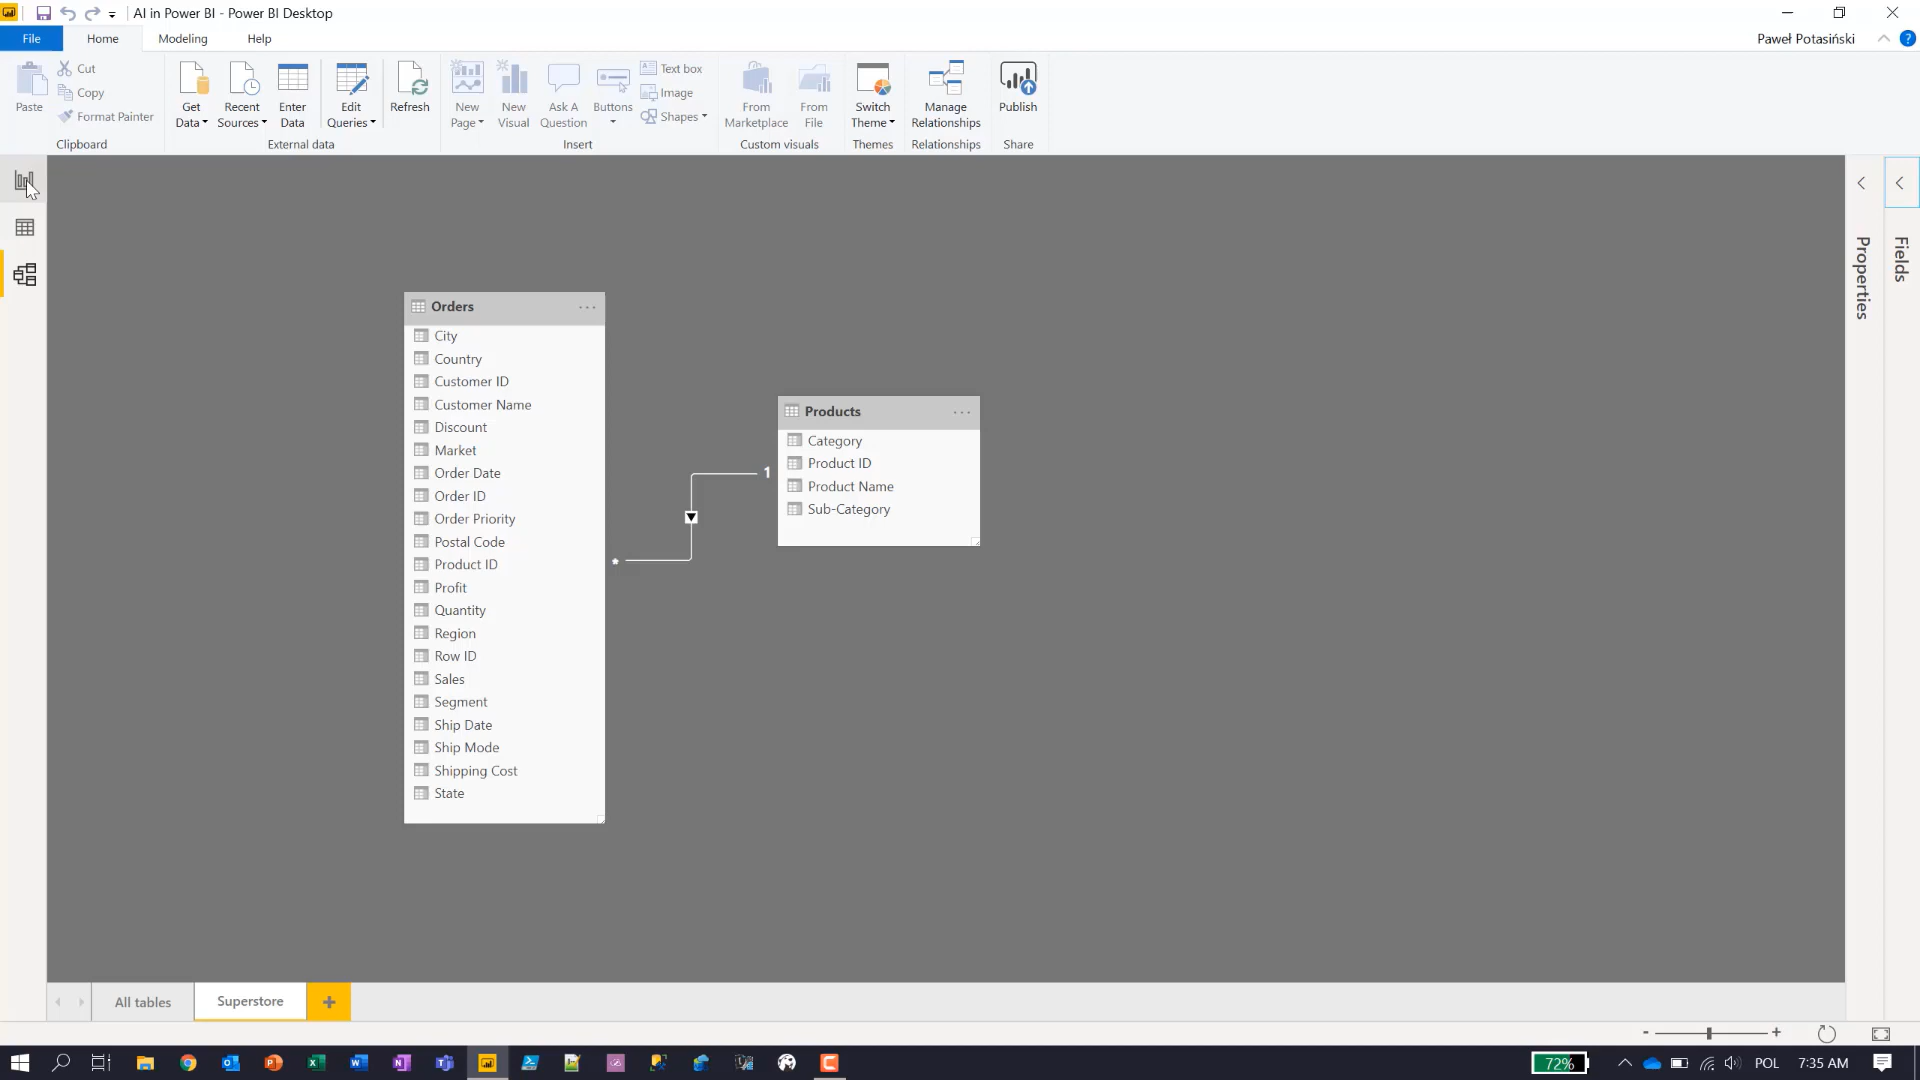 AI in Power BI - Power BI Desktop
File Home Modeling Help Paweł Potasiński ?
Paste
Cut
Copy
Format Painter
Clipboard
Get Data
Recent Sources
Enter Data
Edit Queries
Refresh
External data
New Page
New Visual
Ask A Question
Buttons
Text box
Image
Shapes
Insert
From Marketplace
From File
Custom visuals
Switch Theme
Themes
Manage Relationships
Relationships
Publish
Share
Properties
Fields
Orders ...
City
Country
Customer ID
Customer Name
Discount
Market
Order Date
Order ID
Order Priority
Postal Code
Product ID
Profit
Quantity
Region
Row ID
Sales
Segment
Ship Date
Ship Mode
Shipping Cost
State
* 1
Products ...
Category
Product ID
Product Name
Sub-Category
All tables Superstore +
- +
72% POL 7:35 AM